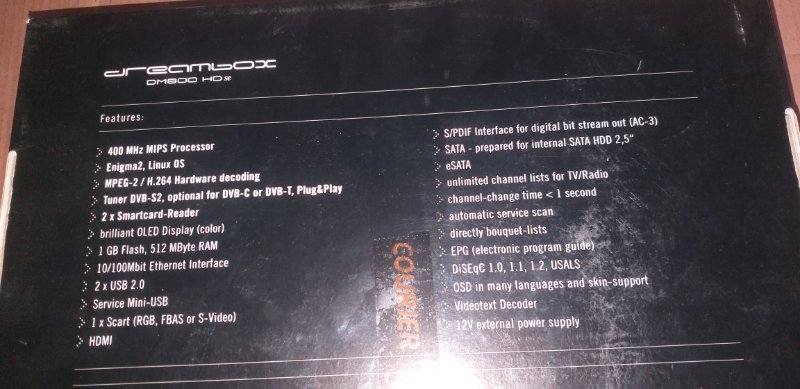 dreambox
DM800 HD se
Features:
400 MHz MIPS Processor
Enigma2, Linux OS
MPEG-2 / H.264 Hardware decoding
Tuner DVB-S2, optional for DVB-C or DVB-T, Plug&Play
2 x Smartcard-Reader
brilliant OLED Display (color)
1 GB Flash, 512 MByte RAM
10/100Mbit Ethernet Interface
2 x USB 2.0
Service Mini-USB
1 x Scart (RGB, FBAS or S-Video)
HDMI
S/PDIF Interface for digital bit stream out (AC-3)
SATA - prepared for internal SATA HDD 2,5"
eSATA
unlimited channel lists for TV/Radio
channel-change time < 1 second
automatic service scan
directly bouquet-lists
EPG (electronic program guide)
DiSEqC 1.0, 1.1, 1.2, USALS
OSD in many languages and skin-support
Videotext Decoder
12V external power supply
COURIER